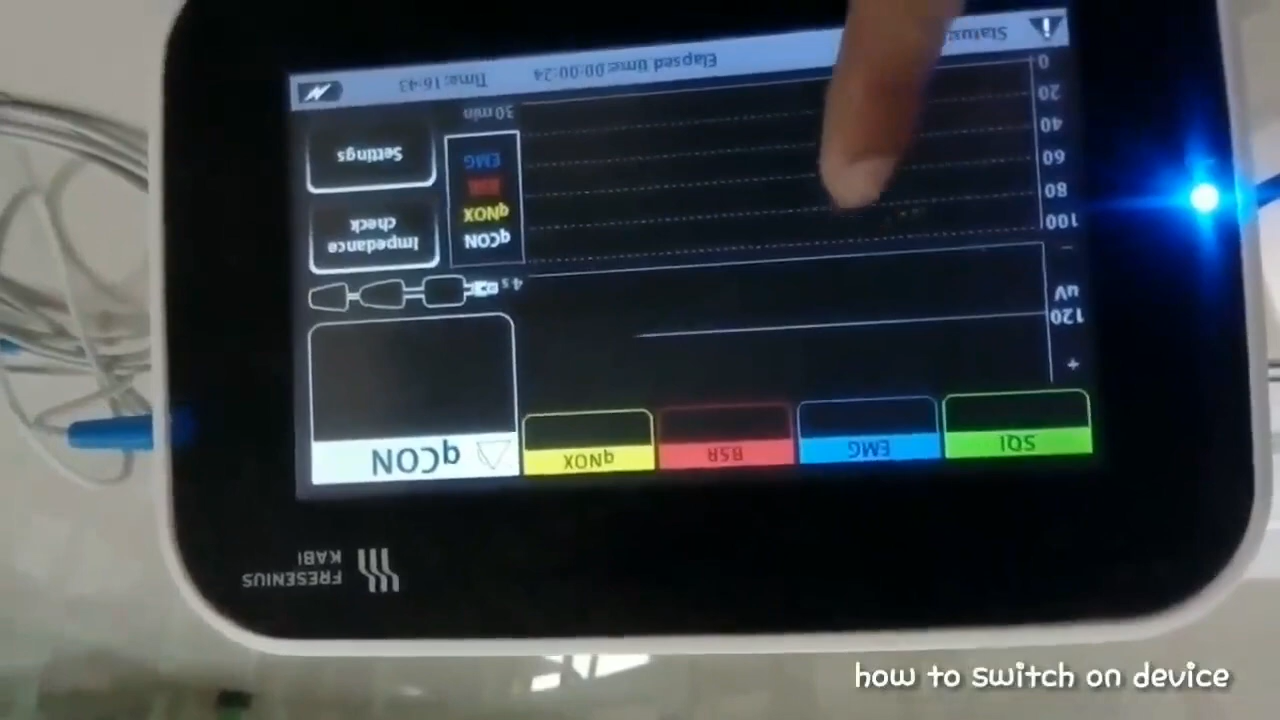 FRESENIUS
KABI
SQI
EMG
BSR
qNOX
qCON
+
120
uV
-
4 s
100
80
60
40
20
0
30 min
qCON
qNOX
EMG
Impedance
check
Settings
Status:
Elapsed time: 00:00:24
Time: 16:43
how to switch on device